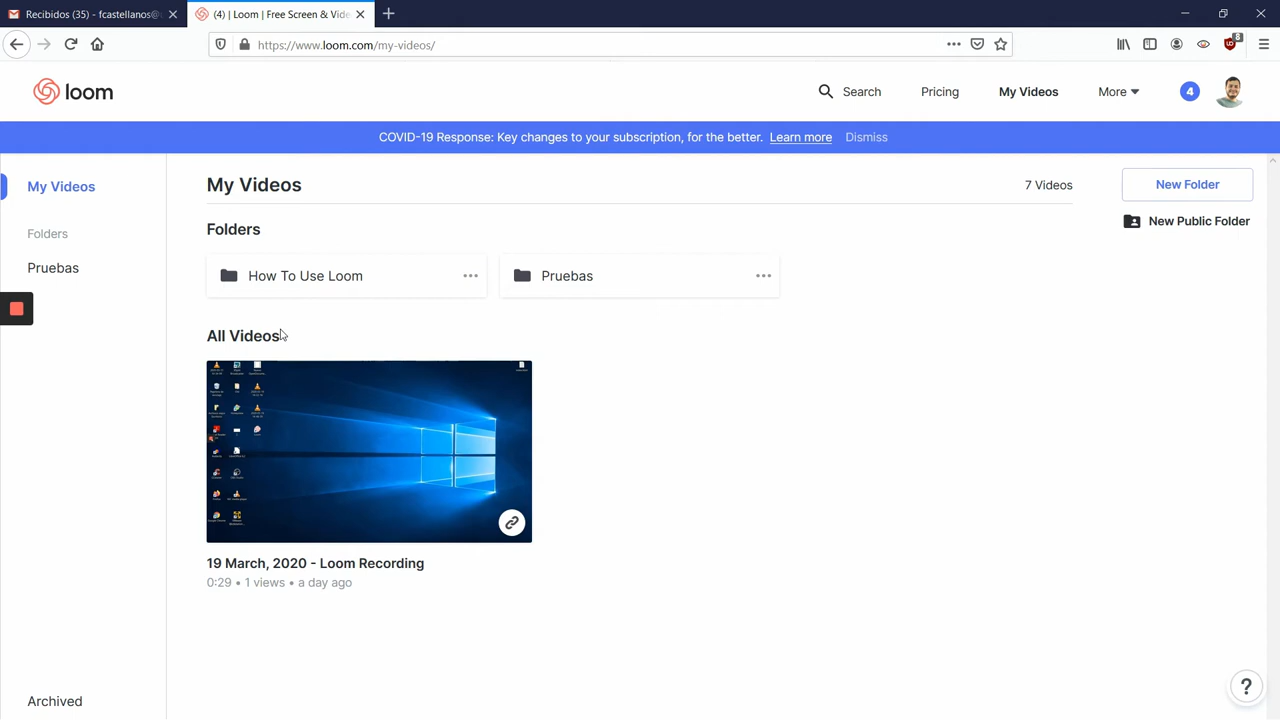 Recibidos (35) - fcastellanos@
(4) | Loom | Free Screen & Vide
https://www.loom.com/my-videos/
8
loom
Search
Pricing
My Videos
More
4
COVID-19 Response: Key changes to your subscription, for the better. Learn more Dismiss
My Videos
Folders
Pruebas
Archived
My Videos
7 Videos
New Folder
New Public Folder
Folders
How To Use Loom
Pruebas
All Videos
19 March, 2020 - Loom Recording
0:29 • 1 views • a day ago
?